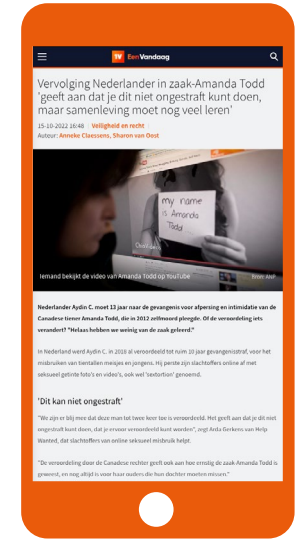 1V EenVandaag
Vervolging Nederlander in zaak-Amanda Todd
'geeft aan dat je dit niet ongestraft kunt doen,
maar samenleving moet nog veel leren'
15-10-2022 16:48 | Veiligheid en recht |
Auteur: Anneke Claessens, Sharon van Oost
my name
is Amanda
Todd
Iemand bekijkt de video van Amanda Todd op YouTube
Bron: ANP
Nederlander Aydin C. moet 13 jaar de gevangenis voor afpersing en intimidatie van de
Canadese tiener Amanda Todd, die in 2012 zelfmoord pleegde. Of de veroordeling iets
verandert? "Helaas hebben we weinig van de zaak geleerd."
In Nederland werd Aydin C. in 2018 al veroordeeld tot ruim 10 jaar gevangenisstraf, voor het
misbruiken van tientallen meisjes en jongens. Hij perste zijn slachtoffers online af met
seksueel getinte foto's en video's, ook wel 'sextortion' genoemd.
'Dit kan niet ongestraft'
"We zijn er blij mee dat deze man tot twee keer toe is veroordeeld. Het geeft aan dat je dit niet
ongestraft kunt doen, dat je ervoor veroordeeld kunt worden", zegt Arda Gerkens van Help
Wanted, dat slachtoffers van online seksueel misbruik helpt.
"De veroordeling door de Canadese rechter geeft ook aan hoe ernstig de zaak Amanda Todd is
geweest, en nog altijd is voor haar ouders die hun dochter moeten missen."